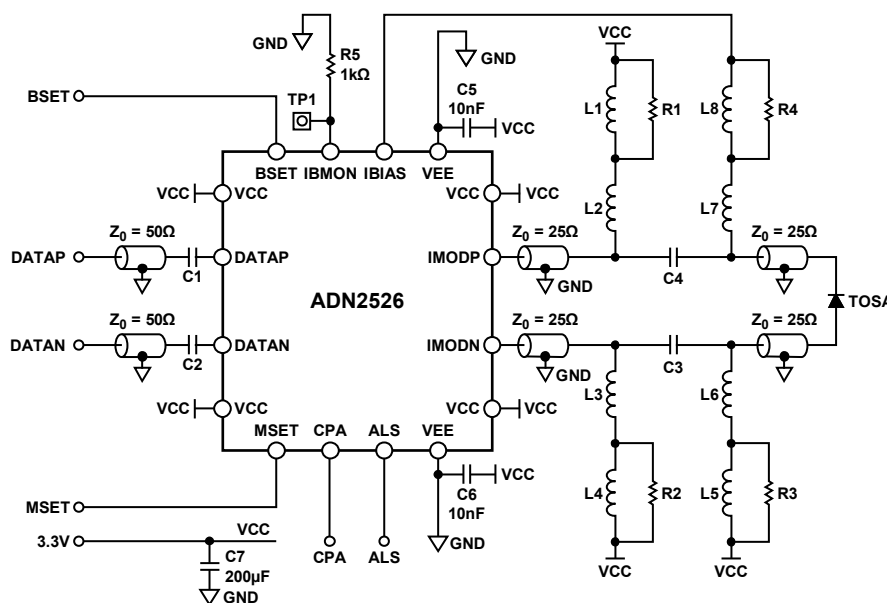 VCC
GND
R5
1kΩ
GND
C5
10nF
VCC
L1
R1
L8
R4
BSET
TP1
BSET
IBMON
IBIAS
VEE
VCC
VCC
VCC
VCC
L2
L7
Z0 = 50Ω
Z0 = 25Ω
Z0 = 25Ω
DATAP
C1
DATAP
IMODP
GND
C4
ADN2526
TOSA
Z0 = 50Ω
Z0 = 25Ω
Z0 = 25Ω
DATAN
C2
DATAN
IMODN
GND
C3
L3
L6
VCC
VCC
VCC
VCC
MSET
CPA
ALS
VEE
C6
10nF
VCC
L4
R2
L5
R3
MSET
3.3V
VCC
GND
C7
200µF
GND
CPA
ALS
VCC
VCC